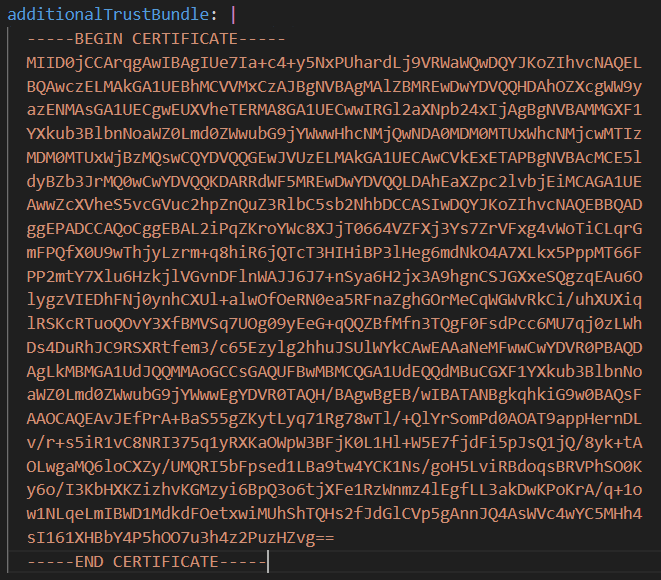 additionalTrustBundle: |
-----BEGIN CERTIFICATE-----
MIID0jCCArqgAwIBAgIUe7Ia+c4+y5NxPUhardLj9VRWaWQwDQYJKoZIhvcNAQEL
BQAwczELMAkGA1UEBhMCVVMxCzAJBgNVBAgMAlZBMREwDwYDVQQHDAhOZXcgWW9y
azENMAsGA1UECgwEUXVheTERMA8GA1UECwwIRGl2aXNpb24xIjAgBgNVBAMMGXF1
YXkub3BlbnNoaWZ0Lmd0ZWwubG9jYWwwHhcNMjQwNDA0MDM0MTUxWhcNMjcwMTIz
MDM0MTUxWjBzMQswCQYDVQQGEwJVUzELMAkGA1UECAwCVkExETAPBgNVBAcMCE5l
dyBZb3JrMQ0wCwYDVQQKDARRdWF5MREwDwYDVQQLDAhEaXZpc2lvbjEiMCAGA1UE
AwwZcXVheS5vcGVuc2hpZnQuZ3RlbC5sb2NhbDCCASIwDQYJKoZIhvcNAQEBBQAD
ggEPADCCAQoCggEBAL2iPqZKroYWc8XJjT0664VZFXj3Ys7ZrVFxg4vWoTiCLqrG
mFPQfX0U9wThjyLzrm+q8hiR6jQTcT3HIHiBP3lHeg6mdNkO4A7XLkx5PppMT66F
PP2mtY7Xlu6HzkjlVGvnDFlnWAJJ6J7+nSya6H2jx3A9hgnCSJGXxeSQgzqEAu6O
lygzVIEDhFNj0ynhCXUl+alwOfOeRN0ea5RFnaZghGOrMeCqWGWvRkCi/uhXUXiq
lRSKcRTuoQOvY3XfBMVSq7UOg09yEeG+qQQZBfMfn3TQgF0FsdPcc6MU7qj0zLWh
Ds4DuRhJC9RSXRtfem3/c65Ezylg2hhuJSUlWYkCAwEAAaNeMFwwCwYDVR0PBAQD
AgLkMBMGA1UdJQQMMAoGCCsGAQUFBwMBMCQGA1UdEQQdMBuCGXF1YXkub3BlbnNo
aWZ0Lmd0ZWwubG9jYWwwEgYDVR0TAQH/BAgwBgEB/wIBATANBgkqhkiG9w0BAQsF
AAOCAQEAvJEfPrA+BaS55gZKytLyq71Rg78wTl/+QlYrSomPd0AOAT9appHernDL
v/r+s5iR1vC8NRI375q1yRXKaOWpW3BFjK0L1Hl+W5E7fjdFi5pJsQ1jQ/8yk+tA
OLwgaMQ6loCXZy/UMQRI5bFpsed1LBa9tw4YCK1Ns/goH5LviRBdoqsBRVPhSO0K
y6o/I3KbHXKZizhvKGMzyi6BpQ3o6tjXFe1RzWnmz4lEgfLL3akDwKPoKrA/q+1o
w1NLqeLmIBWD1MdkdFOetxwiMUhShTQHs2fJdGlCVp5gAnnJQ4AsWVc4wYC5MHh4
sI161XHBbY4P5hOO7u3h4z2PuzHZvg==
-----END CERTIFICATE-----